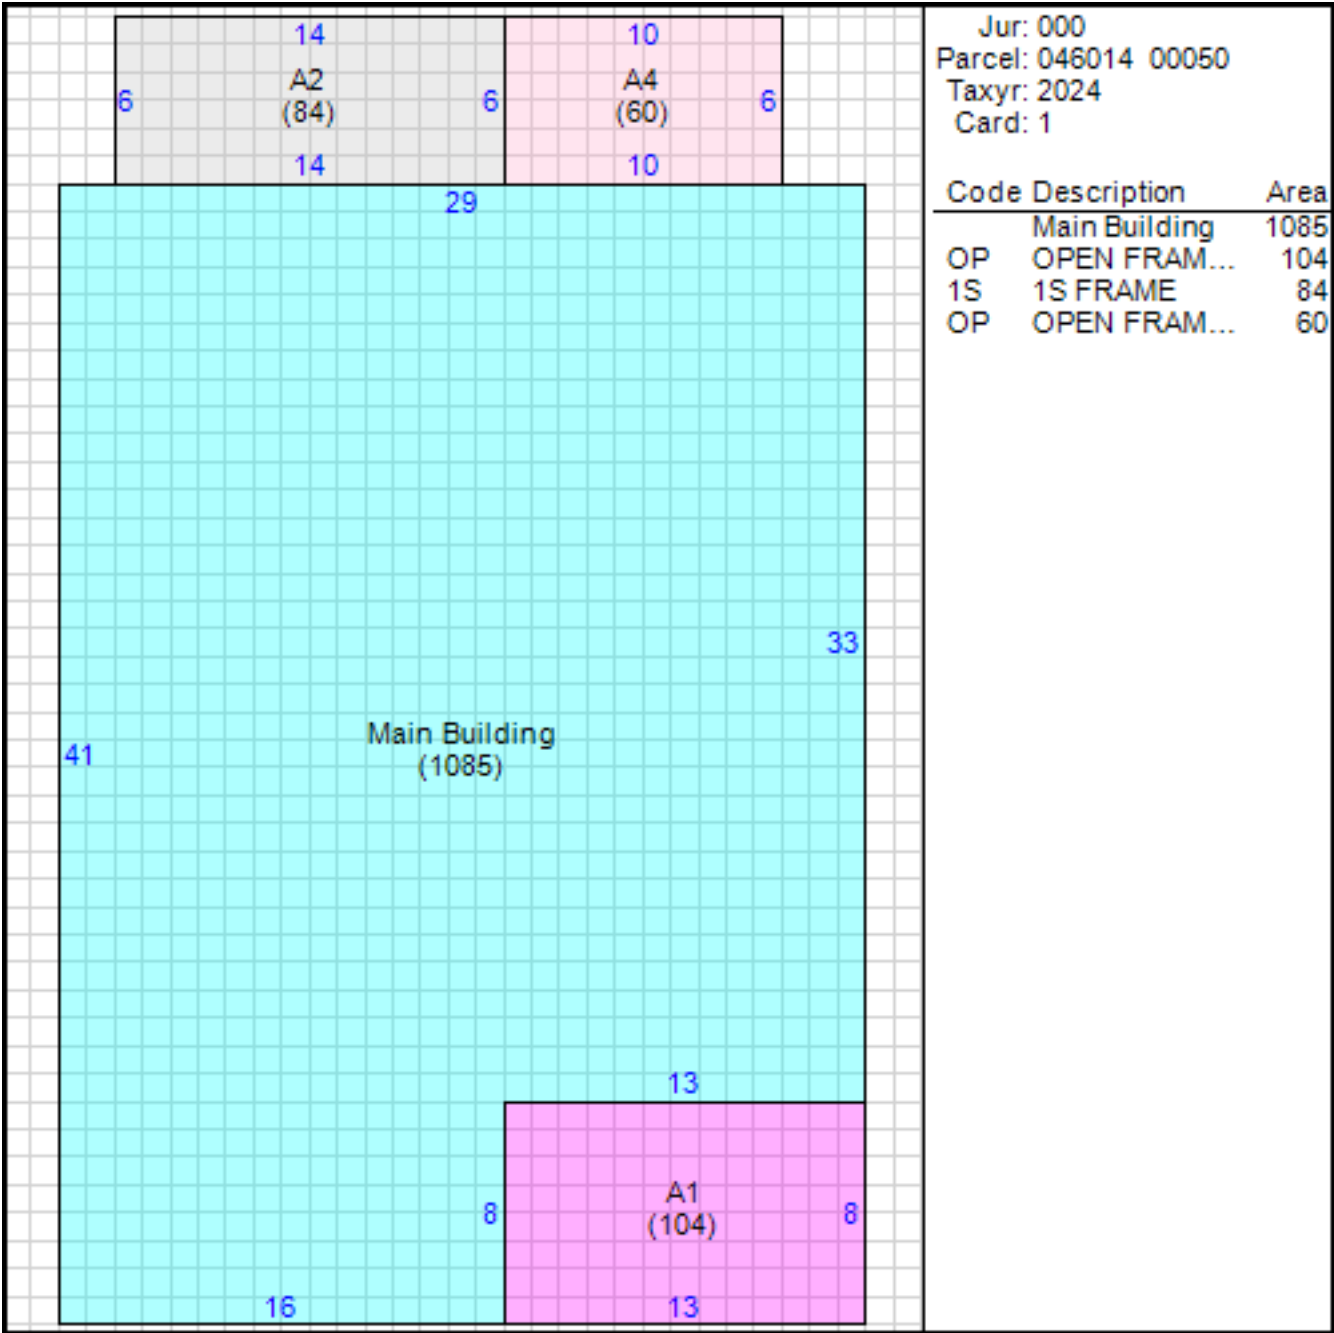 14
10
A2
(84)
6
6
A4
(60)
6
14
10
29
33
Main Building
(1085)
41
13
A1
(104)
8
8
16
13
Jur: 000
Parcel: 046014 00050
Taxyr: 2024
Card: 1
Code Description Area
Main Building 1085
OP OPEN FRAM... 104
1S 1S FRAME 84
OP OPEN FRAM... 60